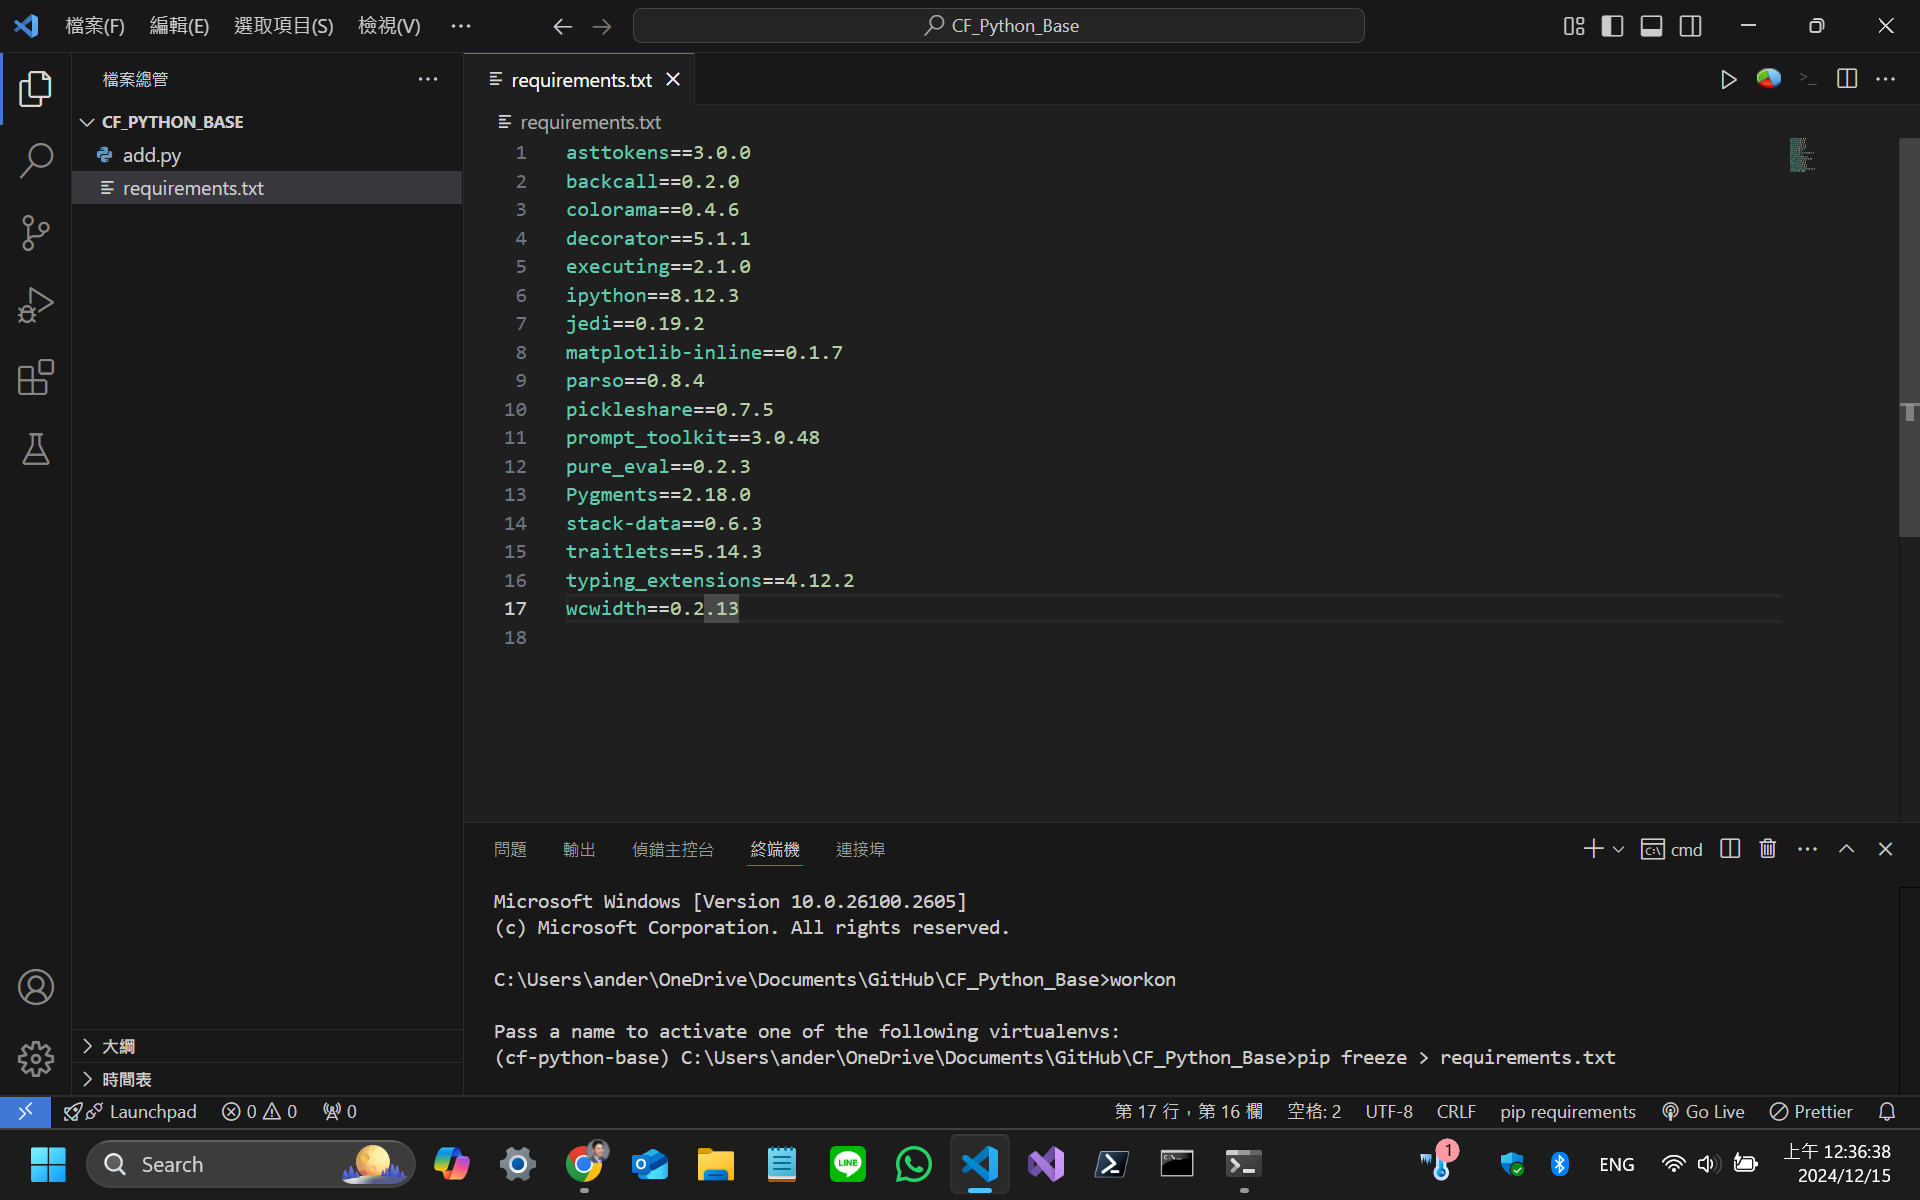 檔案(F) 編輯(E) 選取項目(S) 檢視(V) ··· CF_Python_Base
檔案總管
CF_PYTHON_BASE
add.py
requirements.txt
大綱
時間表
requirements.txt
requirements.txt
1 asttokens==3.0.0
2 backcall==0.2.0
3 colorama==0.4.6
4 decorator==5.1.1
5 executing==2.1.0
6 ipython==8.12.3
7 jedi==0.19.2
8 matplotlib-inline==0.1.7
9 parso==0.8.4
10 pickleshare==0.7.5
11 prompt_toolkit==3.0.48
12 pure_eval==0.2.3
13 Pygments==2.18.0
14 stack-data==0.6.3
15 traitlets==5.14.3
16 typing_extensions==4.12.2
17 wcwidth==0.2.13
18
問題 輸出 偵錯主控台 終端機 連接埠 cmd
Microsoft Windows [Version 10.0.26100.2605]
(c) Microsoft Corporation. All rights reserved.
C:\Users\ander\OneDrive\Documents\GitHub\CF_Python_Base>workon
Pass a name to activate one of the following virtualenvs:
(cf-python-base) C:\Users\ander\OneDrive\Documents\GitHub\CF_Python_Base>pip freeze > requirements.txt
Launchpad 0 0 0 第 17 行，第 16 欄 空格: 2 UTF-8 CRLF pip requirements Go Live Prettier
Search LINE 1 ENG 上午 12:36:38
2024/12/15